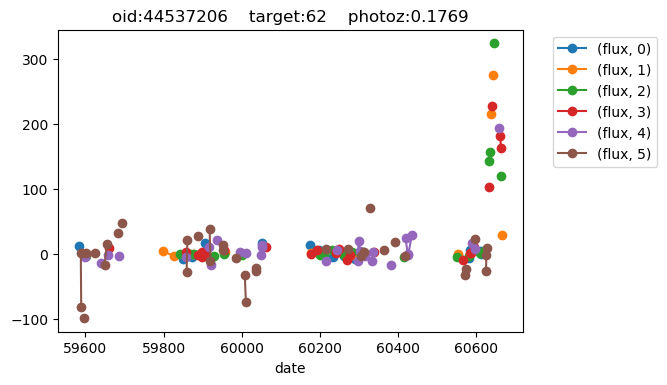 oid:44537206    target:62    photoz:0.1769
300
200
100
0
−100
59600
59800
60000
60200
60400
60600
date
(flux, 0)
(flux, 1)
(flux, 2)
(flux, 3)
(flux, 4)
(flux, 5)